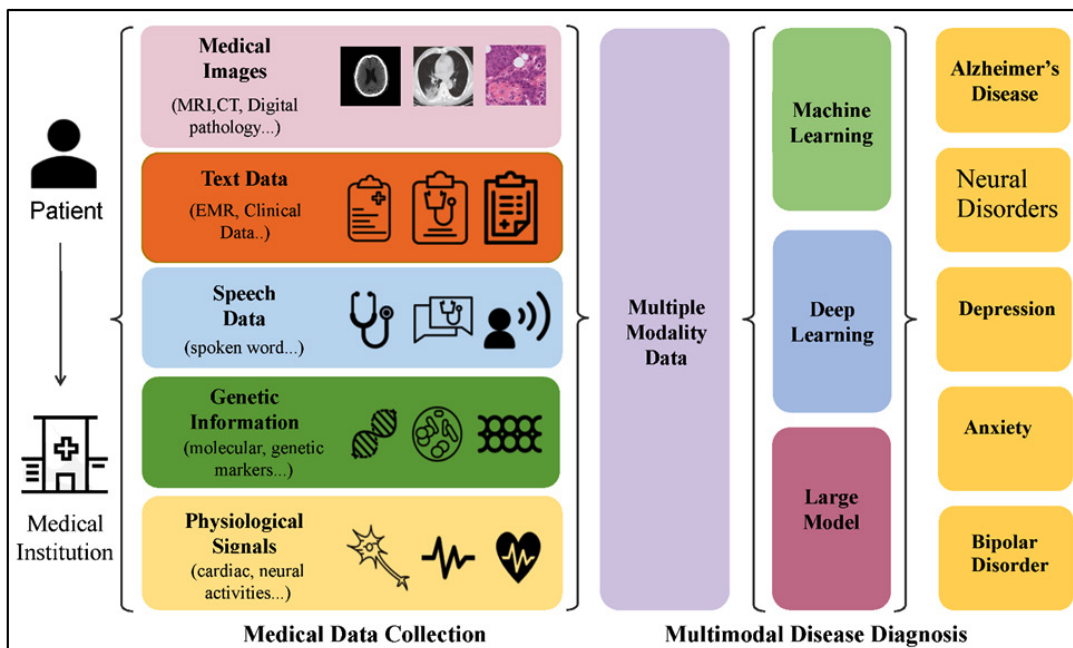 Patient
Medical
Institution
Medical
Images
(MRI,CT, Digital
pathology...)
Text Data
(EMR, Clinical
Data..)
Speech
Data
(spoken word...)
Genetic
Information
(molecular, genetic
markers...)
Physiological
Signals
(cardiac, neural
activities...)
Medical Data Collection
Multiple
Modality
Data
Machine
Learning
Deep
Learning
Large
Model
Alzheimer's
Disease
Neural
Disorders
Depression
Anxiety
Bipolar
Disorder
Multimodal Disease Diagnosis